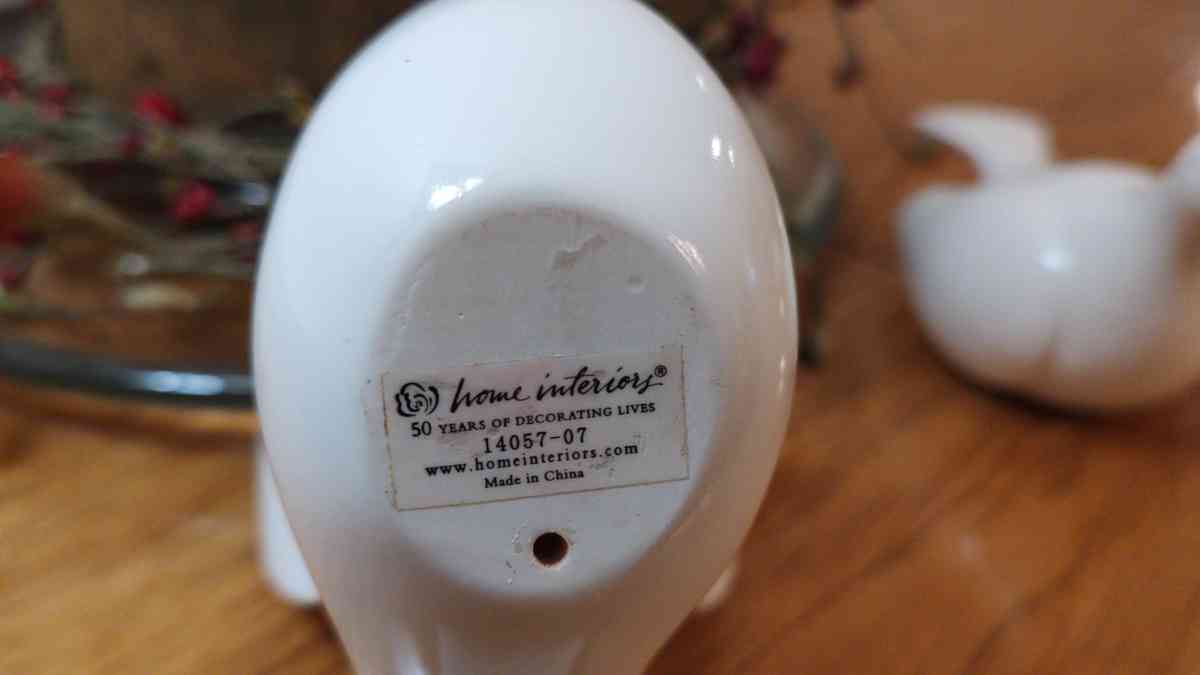 home interiors®
50 YEARS OF DECORATING LIVES
14057-07
www.homeinteriors.com
Made in China